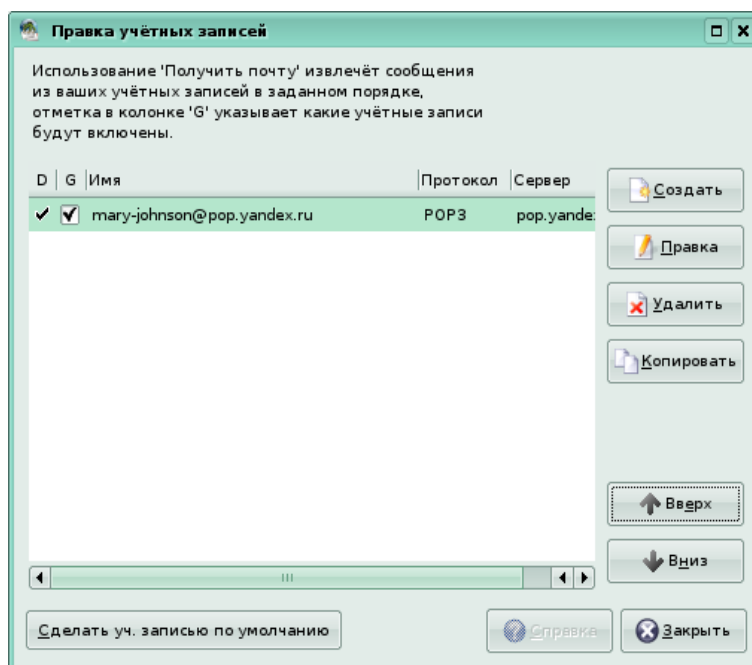 Правка учётных записей
Использование 'Получить почту' извлечёт сообщения
из ваших учётных записей в заданном порядке,
отметка в колонке 'G' указывает какие учётные записи
будут включены.
D G Имя Протокол Сервер
mary-johnson@pop.yandex.ru POP3 pop.yande
Создать
Правка
Удалить
Копировать
Вверх
Вниз
Сделать уч. записью по умолчанию
Справка
Закрыть